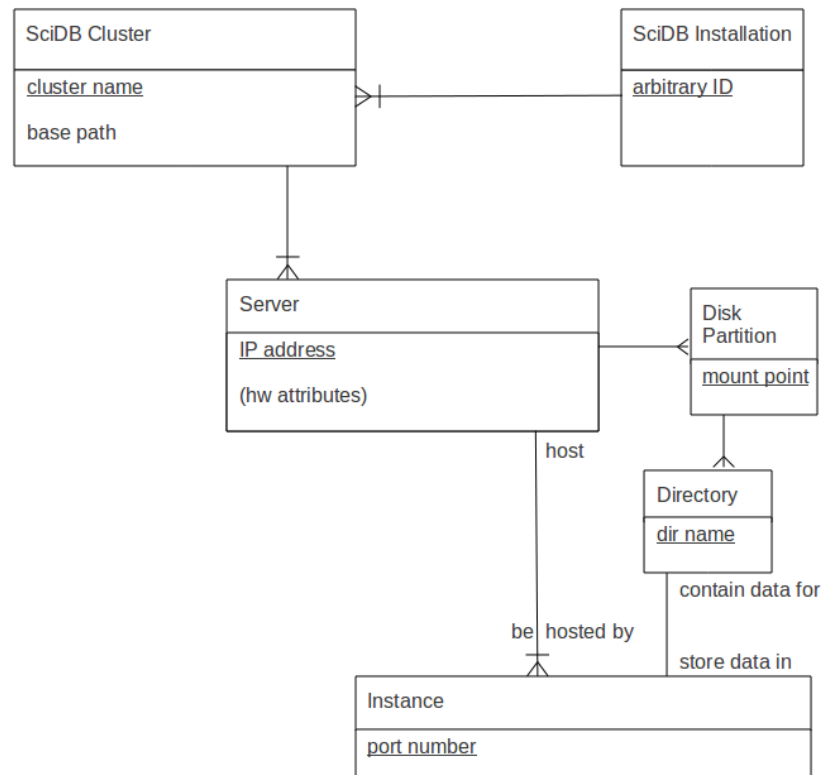 SciDB Cluster
cluster name
base path
SciDB Installation
arbitrary ID
Server
IP address
(hw attributes)
Disk
Partition
mount point
host
Directory
dir name
contain data for
be hosted by
store data in
Instance
port number